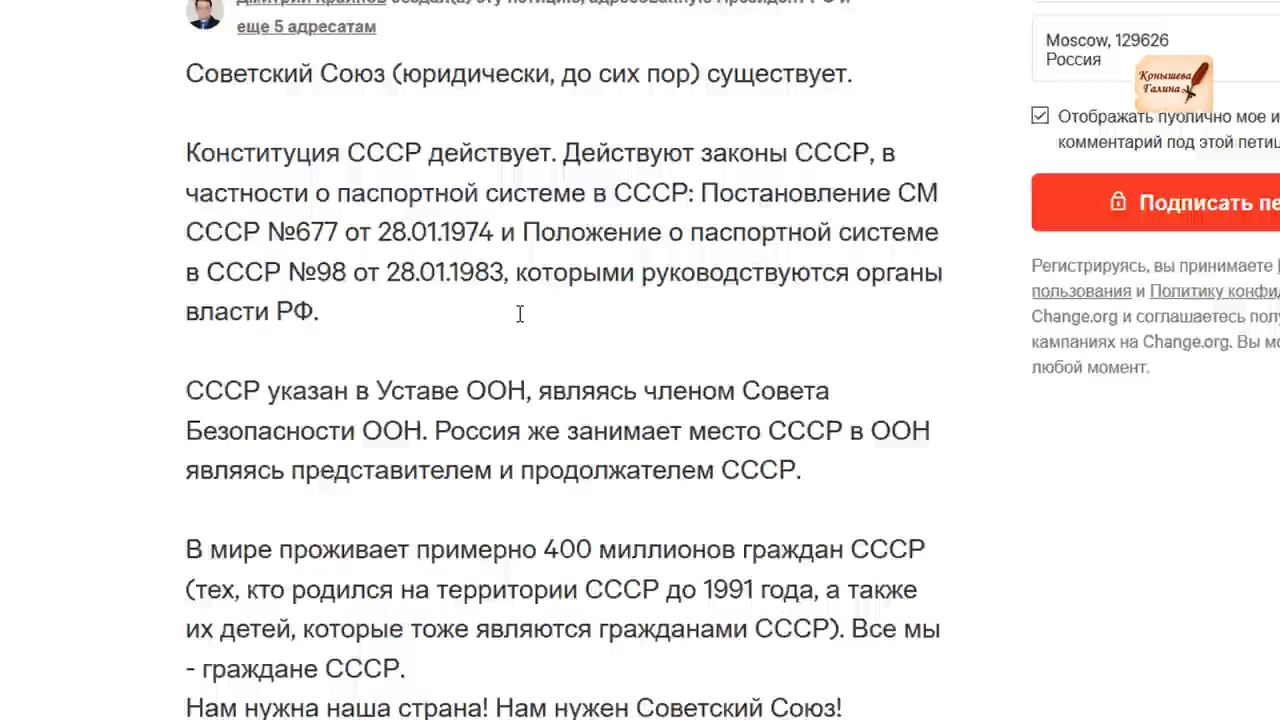 еще 5 адресатам
Советский Союз (юридически, до сих пор) существует.
Конституция СССР действует. Действуют законы СССР, в
частности о паспортной системе в СССР: Постановление СМ
СССР №677 от 28.01.1974 и Положение о паспортной системе
в СССР №98 от 28.01.1983, которыми руководствуются органы
власти РФ.
СССР указан в Уставе ООН, являясь членом Совета
Безопасности ООН. Россия же занимает место СССР в ООН
являясь представителем и продолжателем СССР.
В мире проживает примерно 400 миллионов граждан СССР
(тех, кто родился на территории СССР до 1991 года, а также
их детей, которые тоже являются гражданами СССР). Все мы
- граждане СССР.
Нам нужна наша страна! Нам нужен Советский Союз!
Moscow, 129626
Россия
Конышева
Галина
Отображать публично мое и
комментарий под этой петиц
Подписать пе
Регистрируясь, вы принимаете
пользования и Политику конфид
Change.org и соглашаетесь пол
кампаниях на Change.org. Вы мо
любой момент.